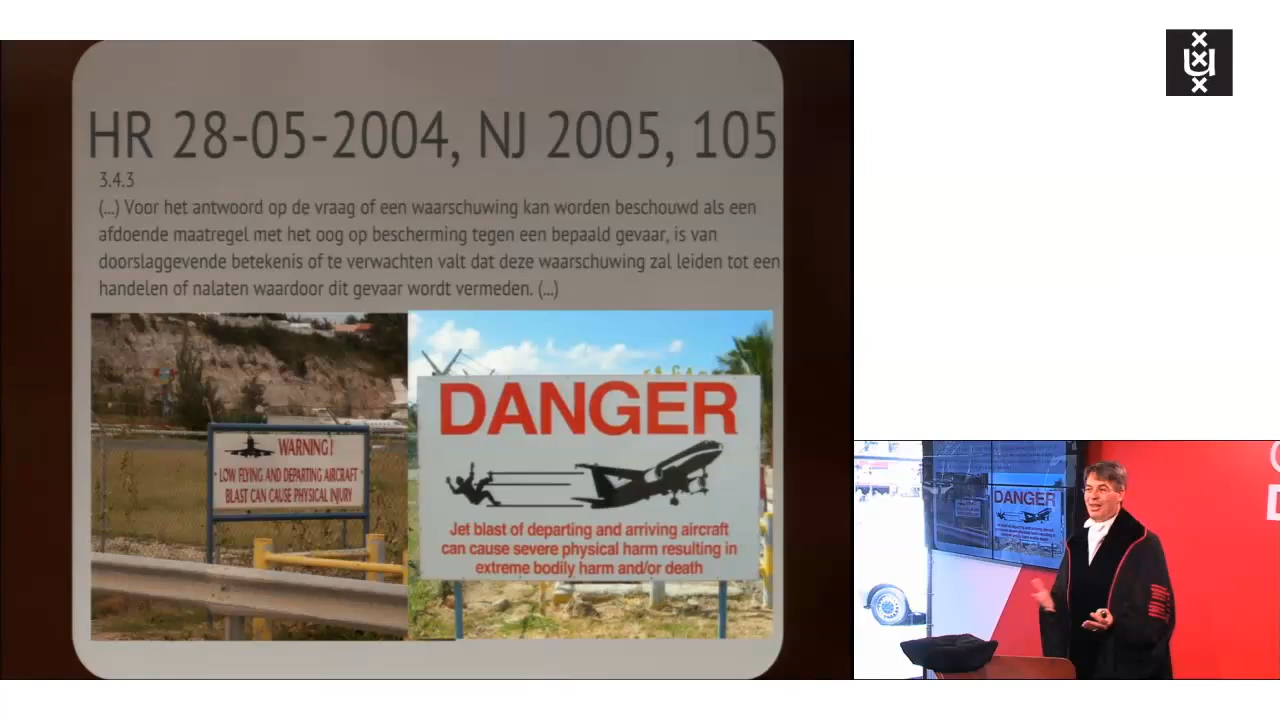 HR 28-05-2004, NJ 2005, 105
3.4.3
(...) Voor het antwoord op de vraag of een waarschuwing kan worden beschouwd als een
afdoende maatregel met het oog op bescherming tegen een bepaald gevaar, is van
doorslaggevende betekenis of te verwachten valt dat deze waarschuwing zal leiden tot een
handelen of nalaten waardoor dit gevaar wordt vermeden. (...)
WARNING!
LOW FLYING AND DEPARTING AIRCRAFT
BLAST CAN CAUSE PHYSICAL INJURY
DANGER
Jet blast of departing and arriving aircraft
can cause severe physical harm resulting in
extreme bodily harm and/or death
DANGER